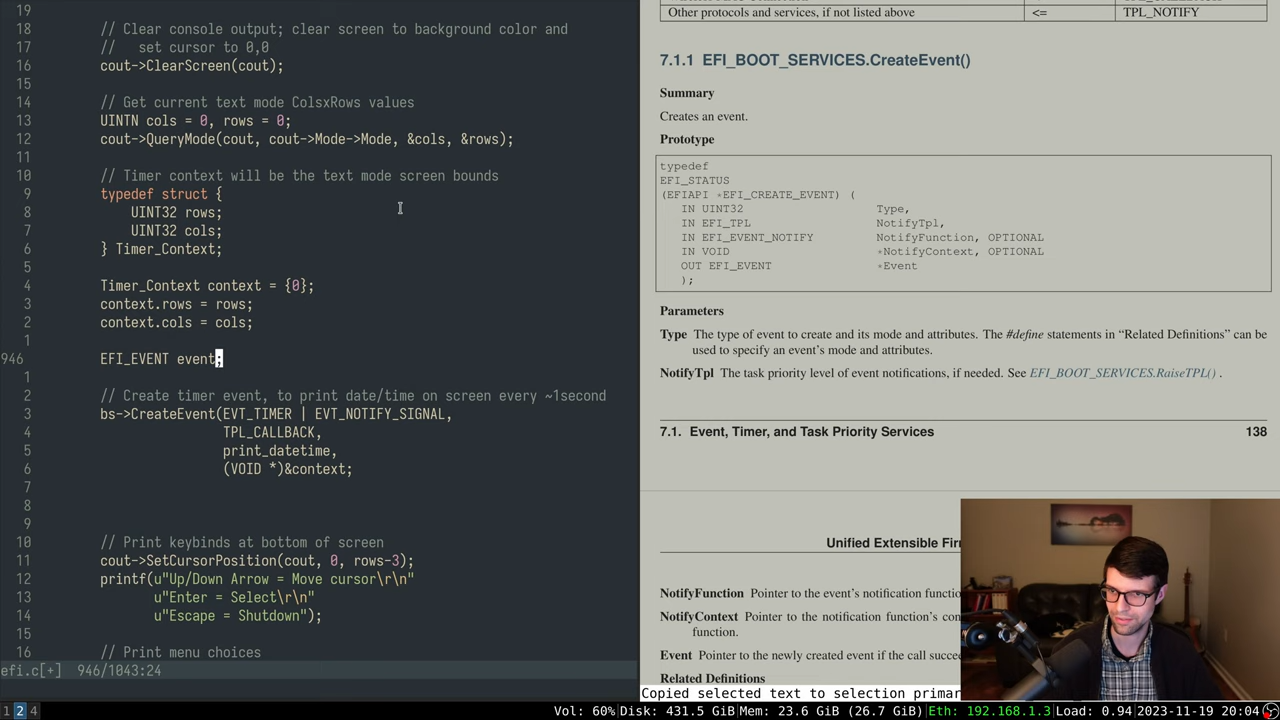 19
18 // Clear console output; clear screen to background color and
17 //   set cursor to 0,0
16 cout->ClearScreen(cout);
15
14 // Get current text mode ColsxRows values
13 UINTN cols = 0, rows = 0;
12 cout->QueryMode(cout, cout->Mode->Mode, &cols, &rows);
11
10 // Timer context will be the text mode screen bounds
9 typedef struct {
8     UINT32 rows;
7     UINT32 cols;
6 } Timer_Context;
5
4 Timer_Context context = {0};
3 context.rows = rows;
2 context.cols = cols;
1
946 EFI_EVENT event;
1
2 // Create timer event, to print date/time on screen every ~1second
3 bs->CreateEvent(EVT_TIMER | EVT_NOTIFY_SIGNAL,
4                 TPL_CALLBACK,
5                 print_datetime,
6                 (VOID *)&context;
7
8
9
10 // Print keybinds at bottom of screen
11 cout->SetCursorPosition(cout, 0, rows-3);
12 printf(u"Up/Down Arrow = Move cursor\r\n"
13        u"Enter = Select\r\n"
14        u"Escape = Shutdown");
15
16 // Print menu choices
efi.c[+] 946/1043:24
Other protocols and services, if not listed above <= TPL_NOTIFY
7.1.1 EFI_BOOT_SERVICES.CreateEvent()
Summary
Creates an event.
Prototype
typedef
EFI_STATUS
(EFIAPI *EFI_CREATE_EVENT) (
IN UINT32 Type,
IN EFI_TPL NotifyTpl,
IN EFI_EVENT_NOTIFY NotifyFunction, OPTIONAL
IN VOID *NotifyContext, OPTIONAL
OUT EFI_EVENT *Event
);
Parameters
Type The type of event to create and its mode and attributes. The #define statements in “Related Definitions” can be
used to specify an event’s mode and attributes.
NotifyTpl The task priority level of event notifications, if needed. See EFI_BOOT_SERVICES.RaiseTPL() .
7.1. Event, Timer, and Task Priority Services 138
Unified Extensible
NotifyFunction Pointer to the event’s notification
NotifyContext Pointer to the notification function’s
function.
Event Pointer to the newly created event if the call
Related Definitions
Copied selected text to selection
1 2 4 Vol: 60% Disk: 431.5 GiB Mem: 23.6 GiB (26.7 GiB) Eth: 192.168.1.3 Load: 0.94 2023-11-19 20:04